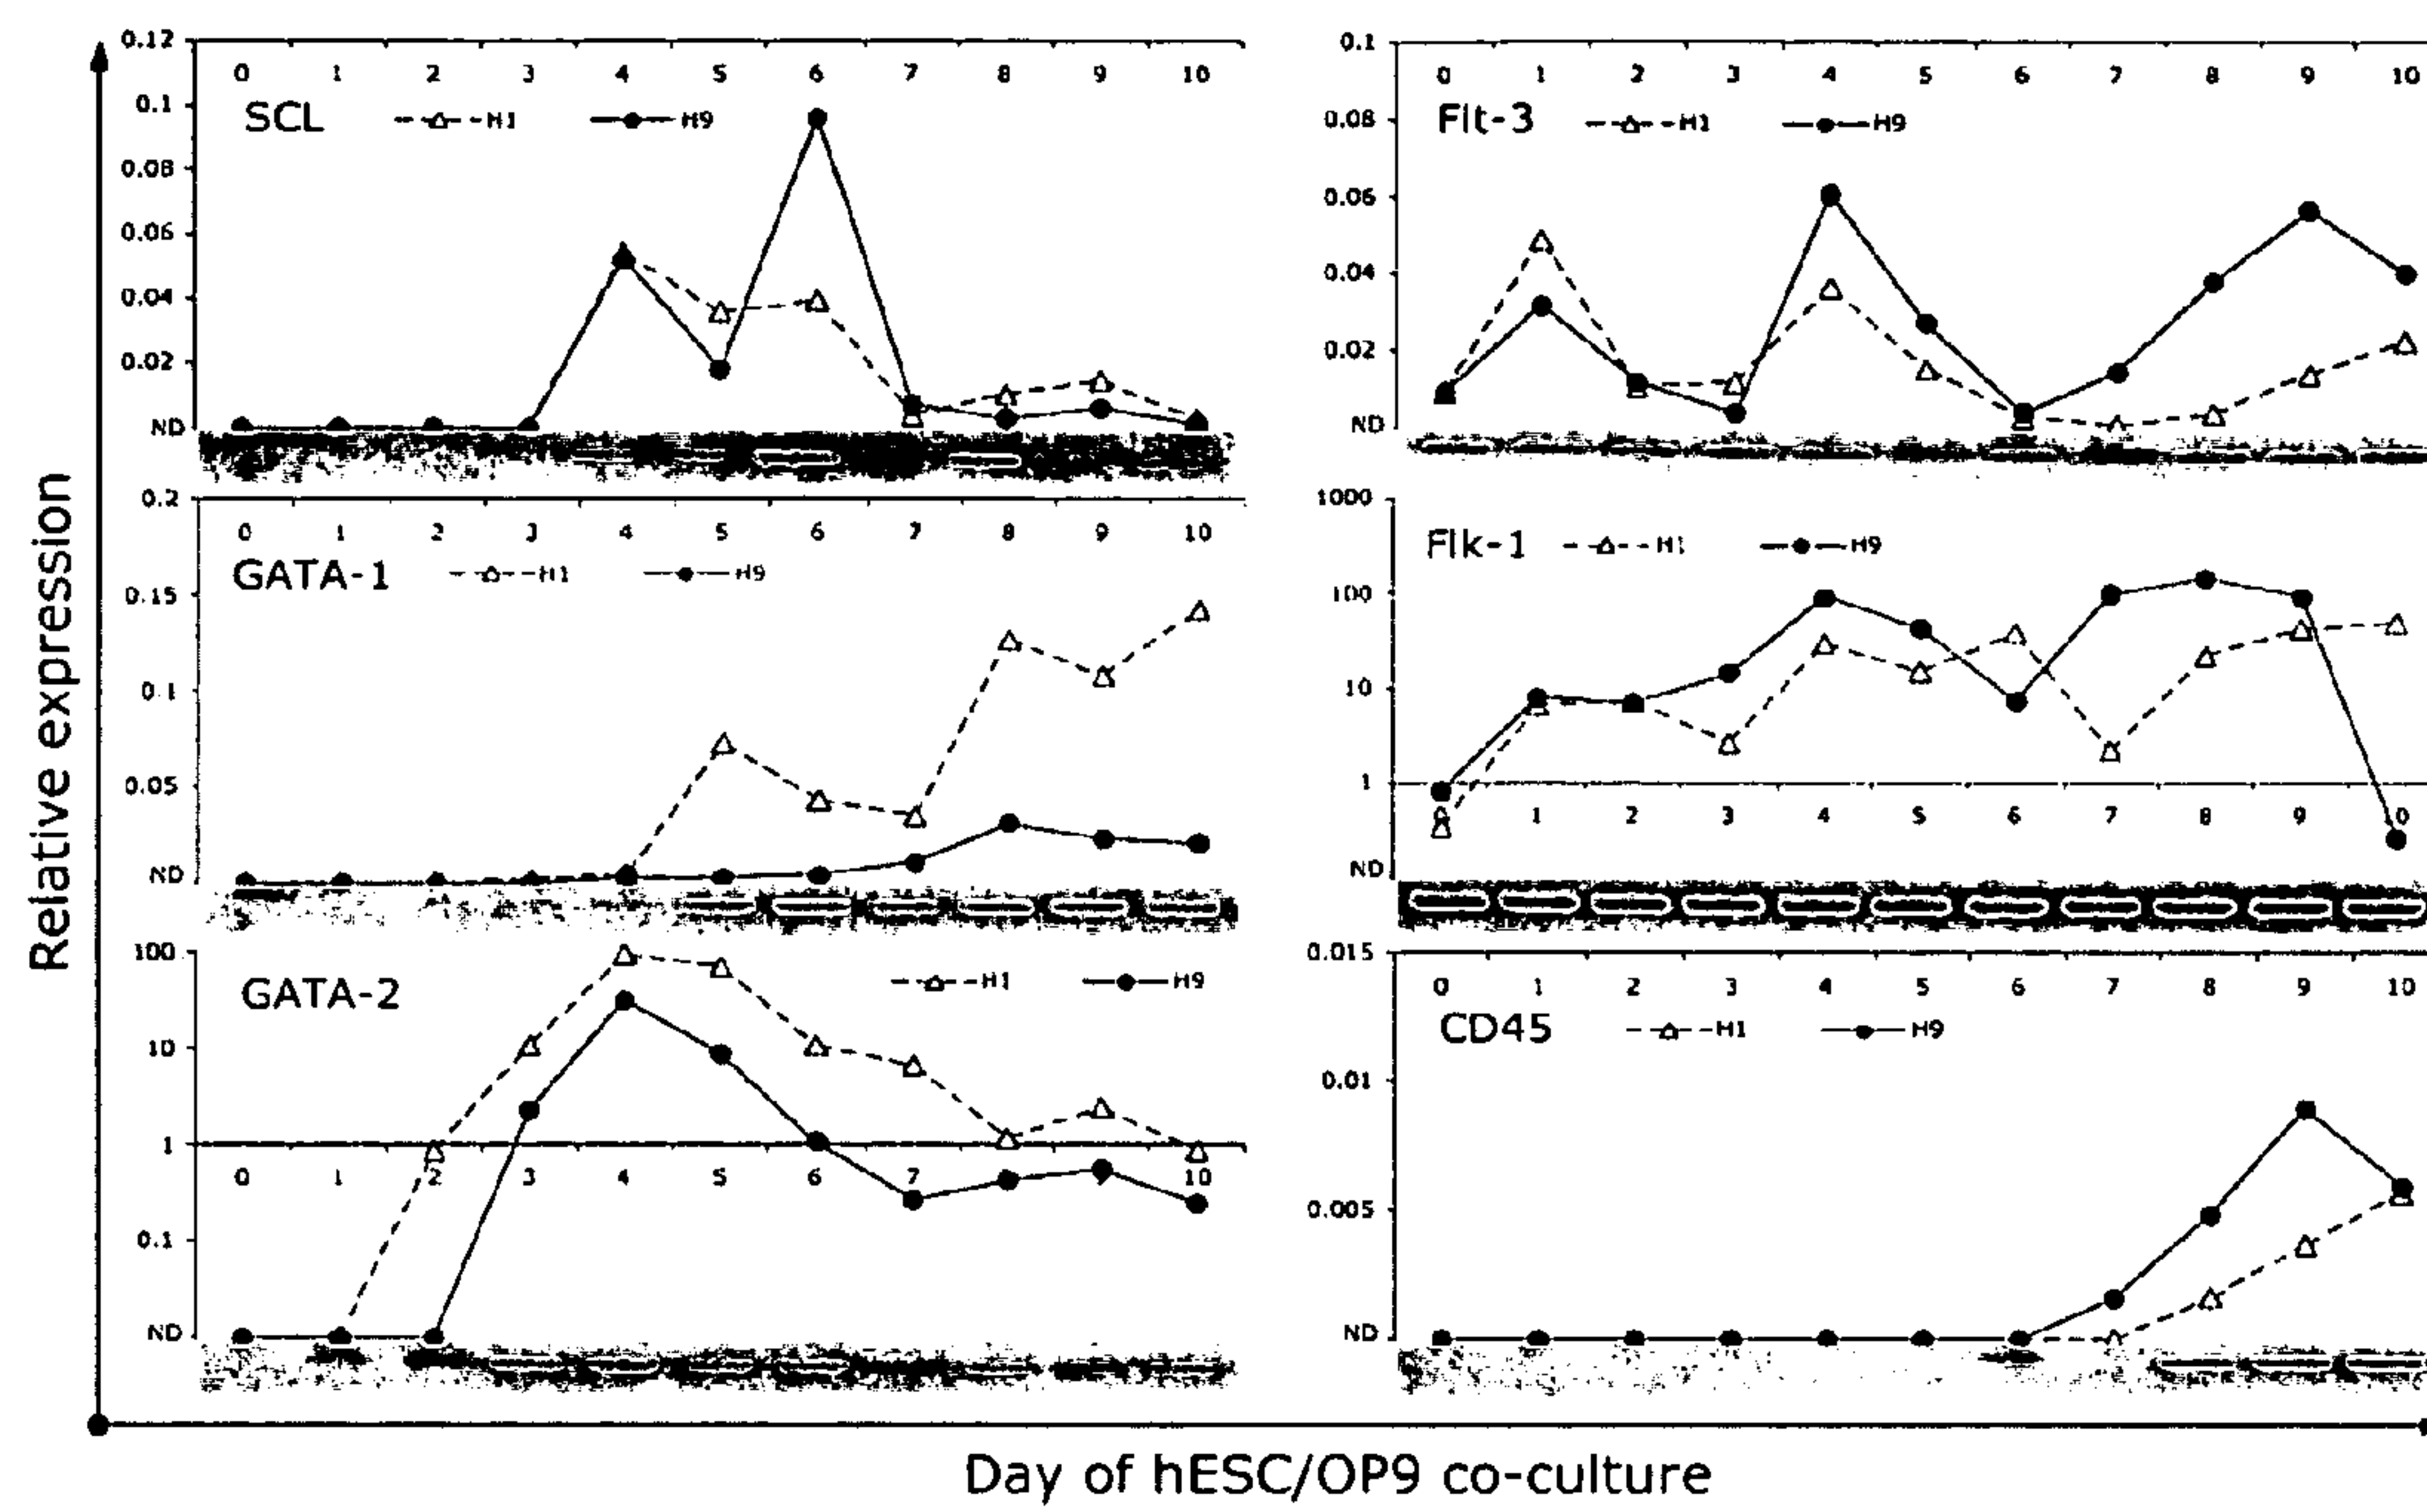 Relative expression
0.12
0.1
0.08
0.06
0.04
0.02
ND
0 1 2 3 4 5 6 7 8 9 10
SCL H1 H9
0.1
0.08
0.06
0.04
0.02
ND
0 1 2 3 4 5 6 7 8 9 10
Flt-3 H1 H9
0.2
0.15
0.1
0.05
ND
0 1 2 3 4 5 6 7 8 9 10
GATA-1 H1 H9
1000
100
10
1
ND
Flk-1 H1 H9
0 1 2 3 4 5 6 7 8 9 0
100
10
1
0.1
ND
GATA-2 H1 H9
0 1 2 3 4 5 6 7 10
0.015
0.01
0.005
ND
0 1 2 3 4 5 6 7 8 9 10
CD45 H1 H9
Day of hESC/OP9 co-culture